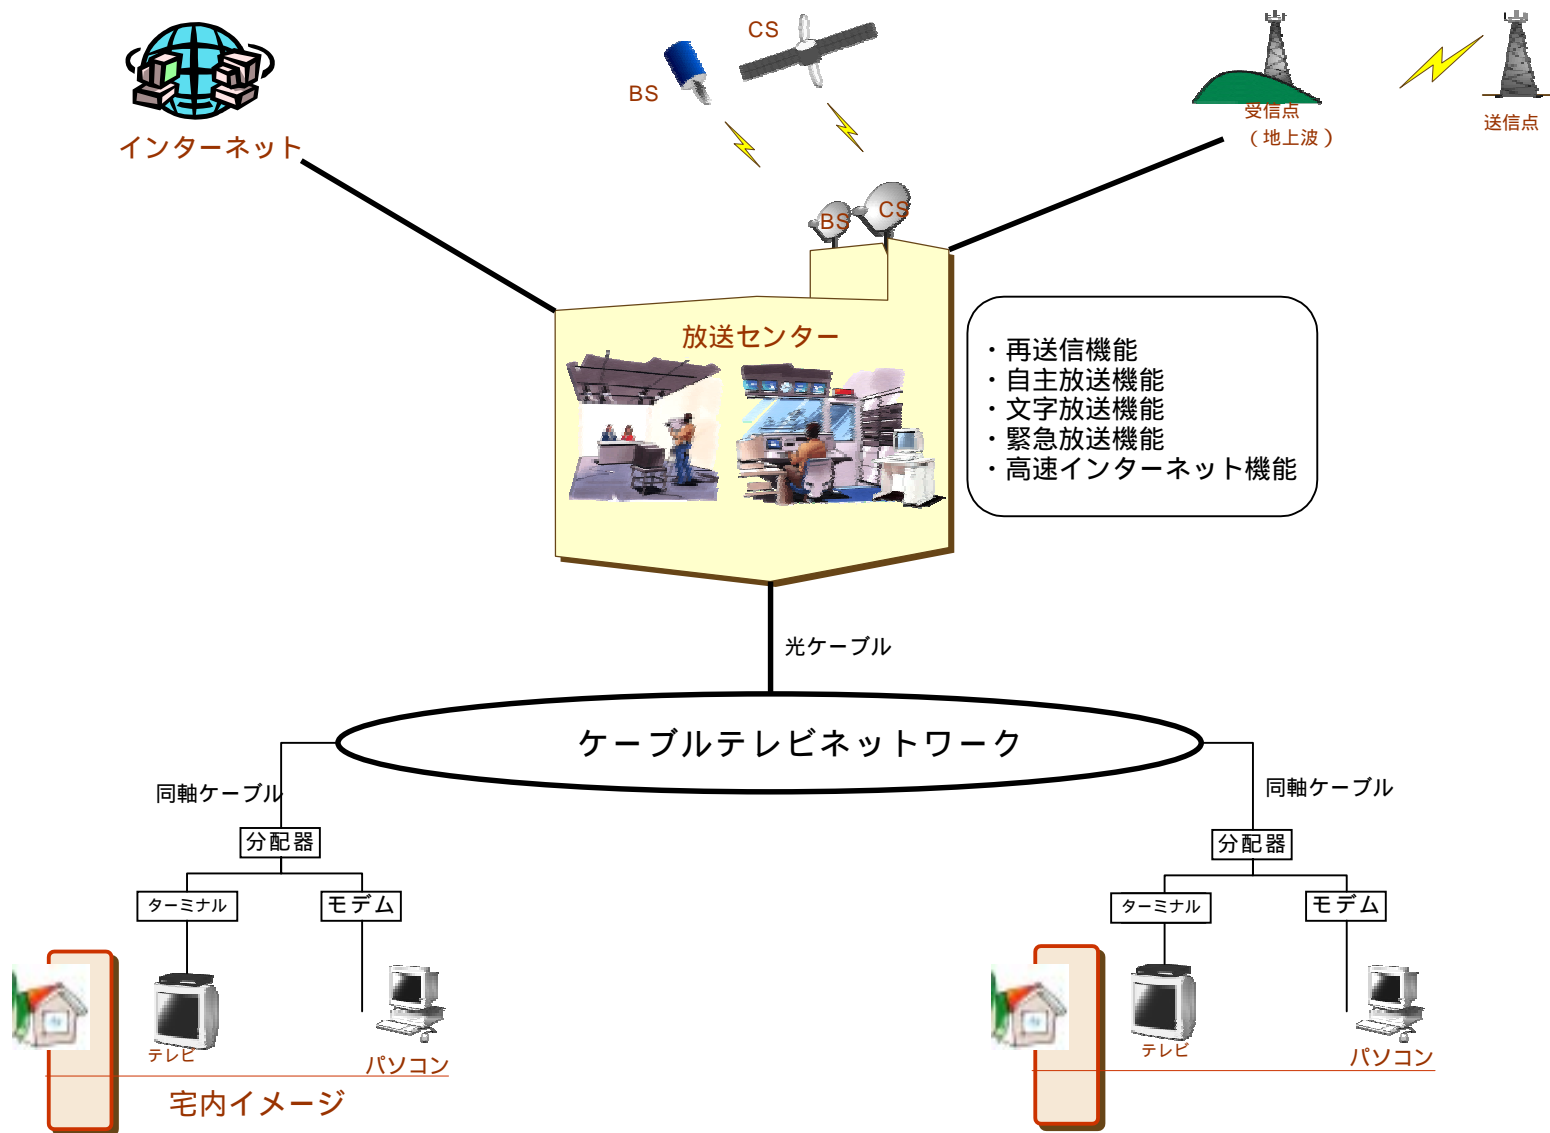 CS
BS
インターネット
受信点
（地上波）
送信点
BS
CS
放送センター
・再送信機能
・自主放送機能
・文字放送機能
・緊急放送機能
・高速インターネット機能
光ケーブル
ケーブルテレビネットワーク
同軸ケーブル
同軸ケーブル
分配器
分配器
ターミナル
モデム
ターミナル
モデム
テレビ
パソコン
テレビ
パソコン
宅内イメージ